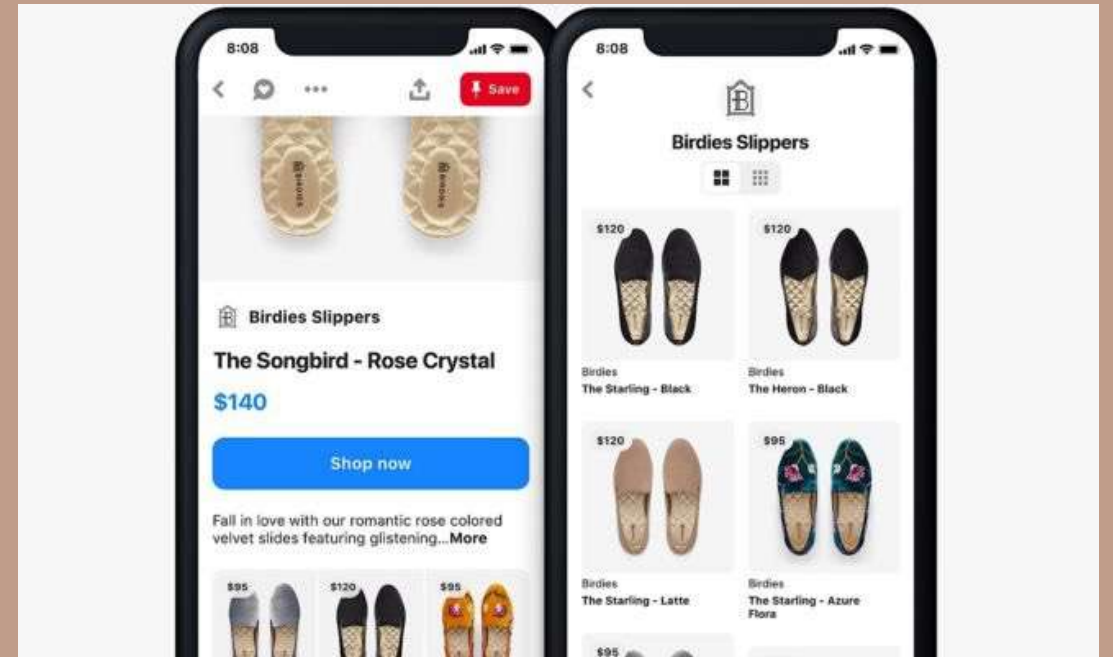 8:08
Save
BIRDIES
BIRDIES
Birdies Slippers
The Songbird - Rose Crystal
$140
Shop now
Fall in love with our romantic rose colored
velvet slides featuring glistening...More
$95
$120
$95
8:08
B
Birdies Slippers
$120
$120
Birdies
The Starling - Black
Birdies
The Heron - Black
$120
$95
Birdies
The Starling - Latte
Birdies
The Starling - Azure
Flora
$95